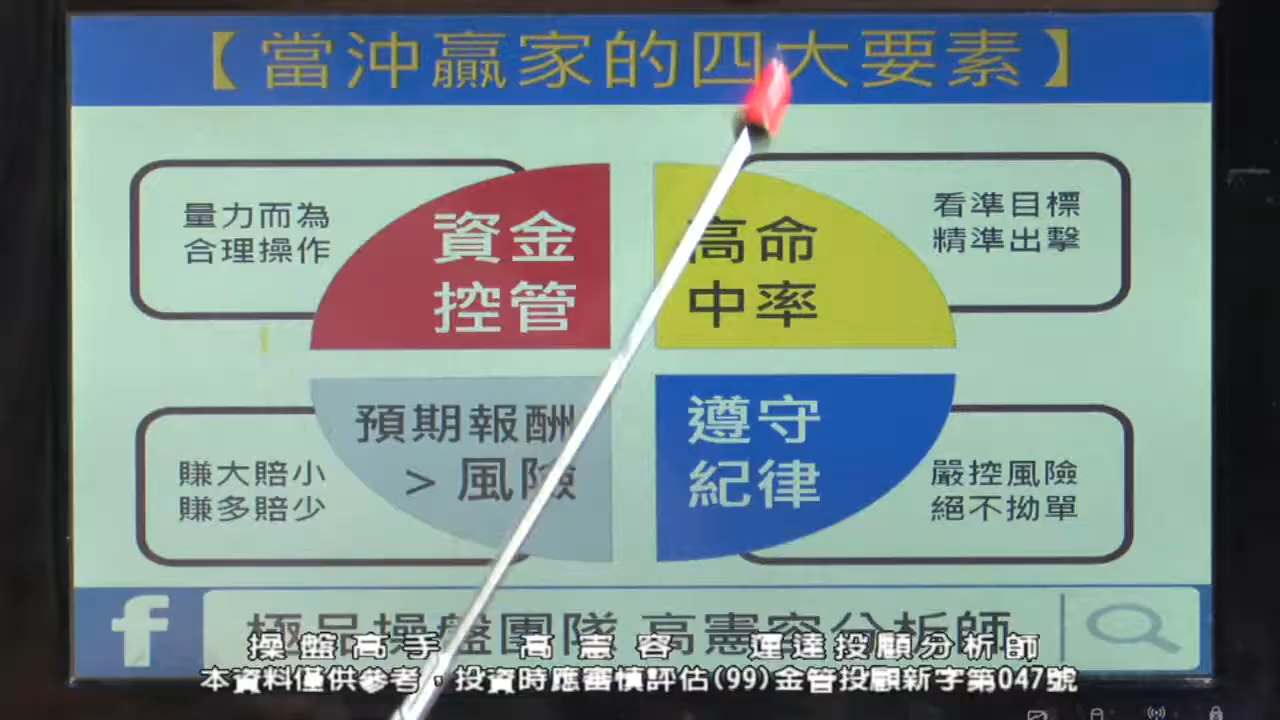 【當沖贏家的四大要素】
量力而為
合理操作
資金
控管
高命
中率
看準目標
精準出擊
預期報酬
> 風險
賺大賠小
賺多賠少
遵守
紀律
嚴控風險
絕不拗單
f
極品操盤團隊 高憲容分析師
操盤高手 高憲容 運達投顧分析師
本資料僅供參考，投資時應審慎評估(99)金管投顧新字第047號